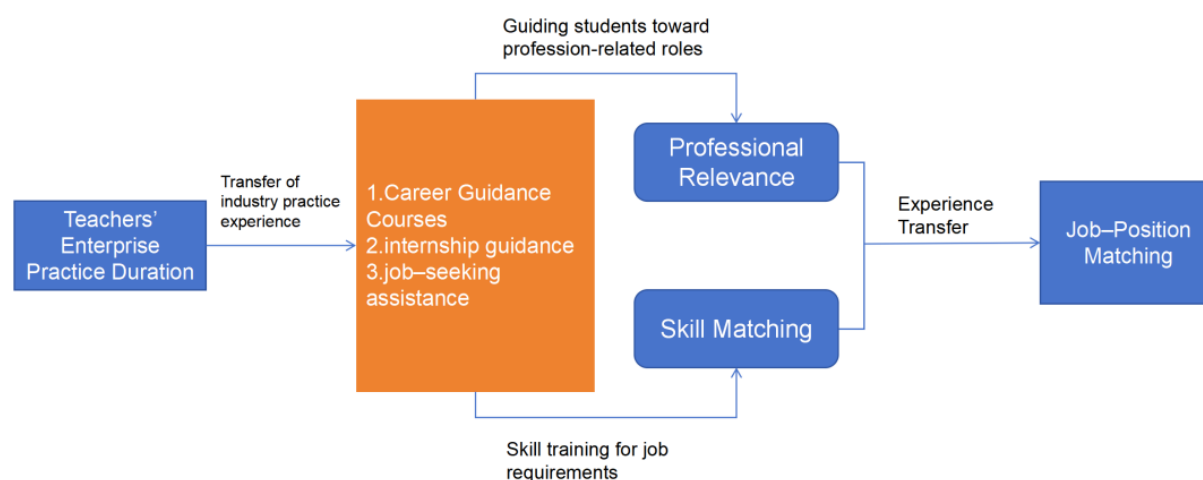 Guiding students toward
profession-related roles
Transfer of
industry practice
experience
Teachers’
Enterprise
Practice Duration
1.Career Guidance
Courses
2.internship guidance
3.job–seeking
assistance
Professional
Relevance
Skill Matching
Experience
Transfer
Job–Position
Matching
Skill training for job
requirements